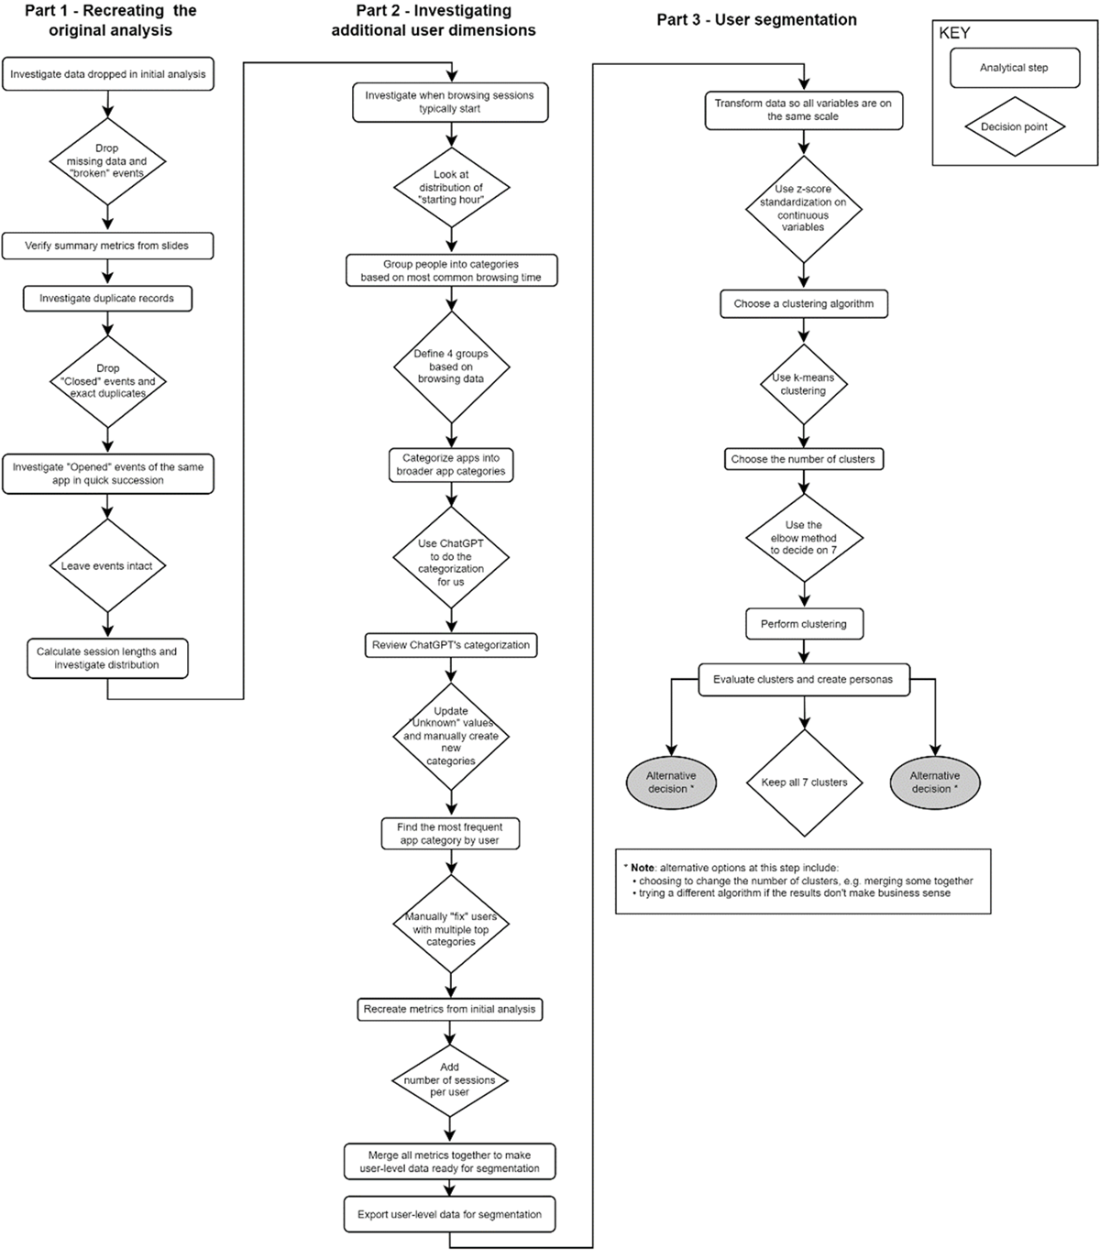 Part 1 - Recreating the
original analysis
Investigate data dropped in initial analysis
Drop
missing data and
"broken" events
Verify summary metrics from slides
Investigate duplicate records
Drop
"Closed" events and
exact duplicates
Investigate "Opened" events of the same
app in quick succession
Leave events intact
Calculate session lengths and
investigate distribution
Part 2 - Investigating
additional user dimensions
Investigate when browsing sessions
typically start
Look at
distribution of
"starting hour"
Group people into categories
based on most common browsing time
Define 4 groups
based on
browsing data
Categorize apps into
broader app categories
Use ChatGPT
to do the
categorization
for us
Review ChatGPT's categorization
Update
"Unknown" values
and manually create
new
categories
Find the most frequent
app category by user
Manually "fix" users
with multiple top
categories
Recreate metrics from initial analysis
Add
number of sessions
per user
Merge all metrics together to make
user-level data ready for segmentation
Export user-level data for segmentation
Part 3 - User segmentation
Transform data so all variables are on
the same scale
Use z-score
standardization on
continuous
variables
Choose a clustering algorithm
Use k-means
clustering
Choose the number of clusters
Use the
elbow method
to decide on 7
Perform clustering
Evaluate clusters and create personas
Alternative
decision *
Keep all 7 clusters
Alternative
decision *
* Note: alternative options at this step include:
• choosing to change the number of clusters, e.g. merging some together
• trying a different algorithm if the results don't make business sense
KEY
Analytical step
Decision point